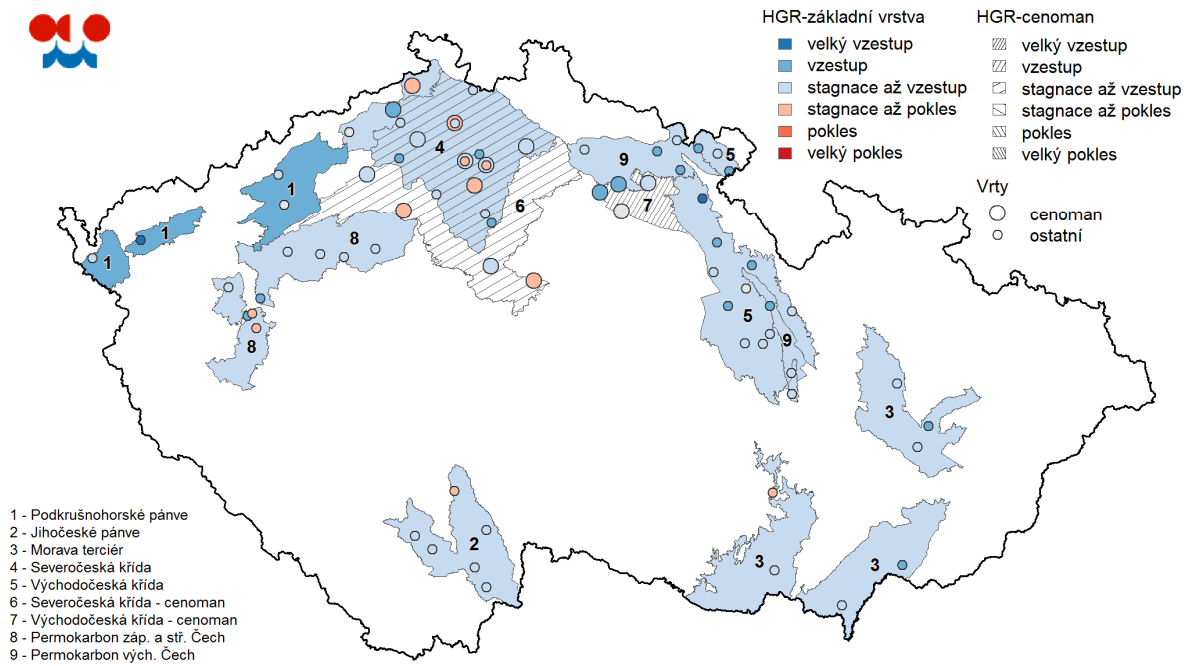 HGR-základní vrstva
velký vzestup
vzestup
stagnace až vzestup
stagnace až pokles
pokles
velký pokles
HGR-cenoman
velký vzestup
vzestup
stagnace až vzestup
stagnace až pokles
pokles
velký pokles
Vrty
cenoman
ostatní
4
9
5
1
6
7
8
1
1
5
9
8
3
2
3
3
1 - Podkrušnohorské pánve
2 - Jihočeské pánve
3 - Morava terciér
4 - Severočeská křída
5 - Východočeská křída
6 - Severočeská křída - cenoman
7 - Východočeská křída - cenoman
8 - Permokarbon záp. a stř. Čech
9 - Permokarbon vých. Čech